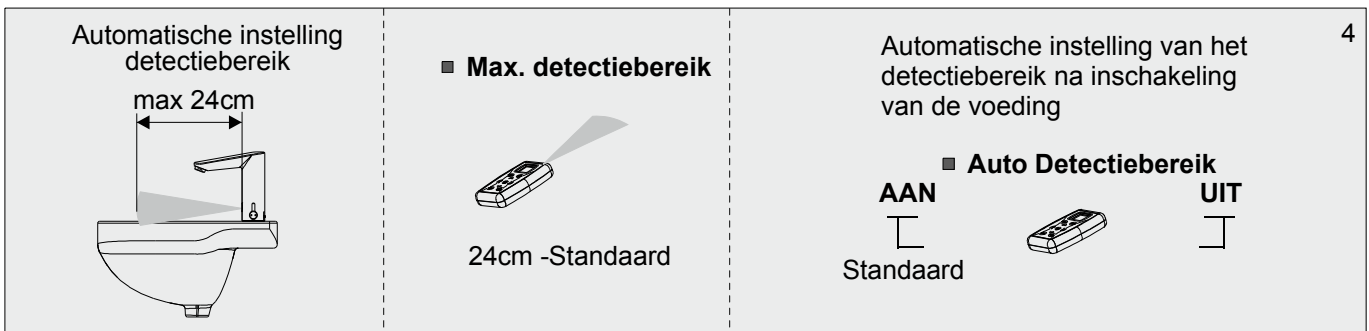 Automatische instelling
detectiebereik
max 24cm
■ Max. detectiebereik
24cm -Standaard
4
Automatische instelling van het
detectiebereik na inschakeling
van de voeding
■ Auto Detectiebereik
AAN UIT
Standaard